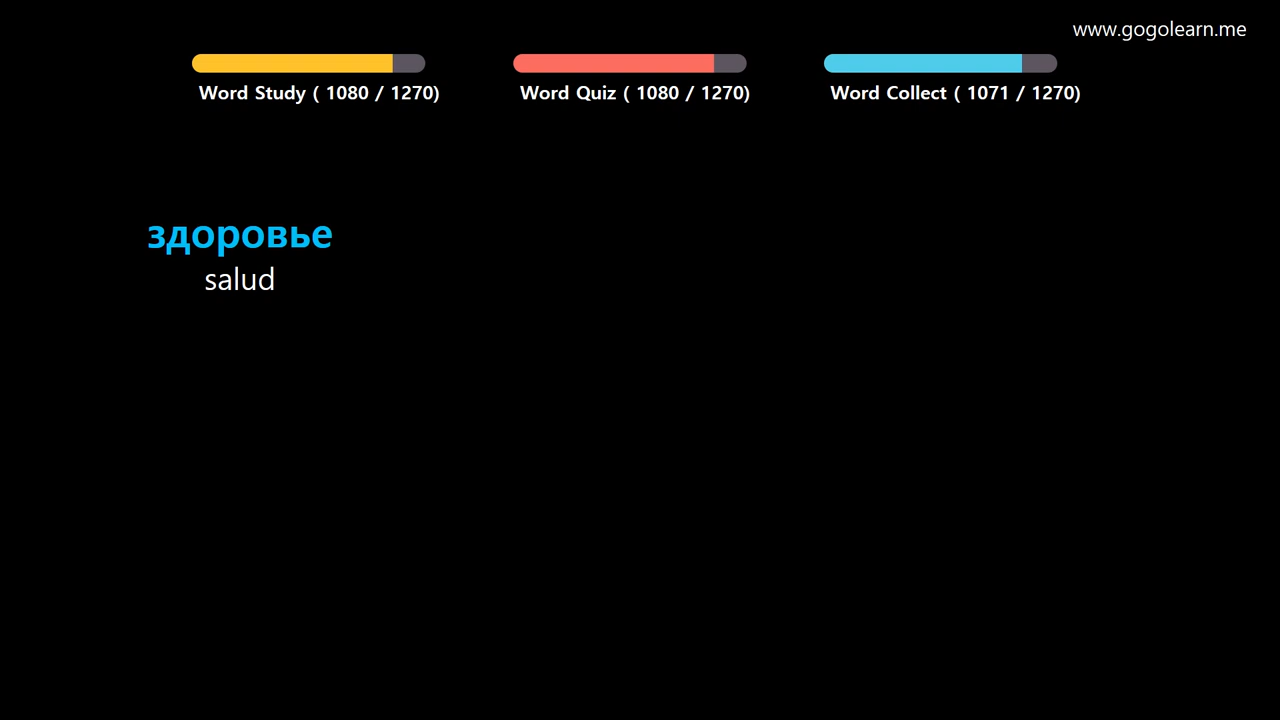 www.gogolearn.me
Word Study ( 1080 / 1270)
Word Quiz ( 1080 / 1270)
Word Collect ( 1071 / 1270)
здоровье
salud